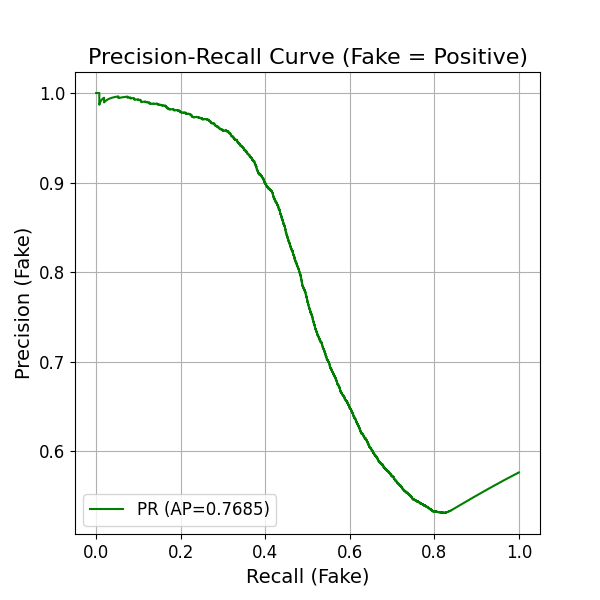 Precision-Recall Curve (Fake = Positive)
1.0
0.9
0.8
0.7
0.6
Precision (Fake)
PR (AP=0.7685)
0.0 0.2 0.4 0.6 0.8 1.0
Recall (Fake)